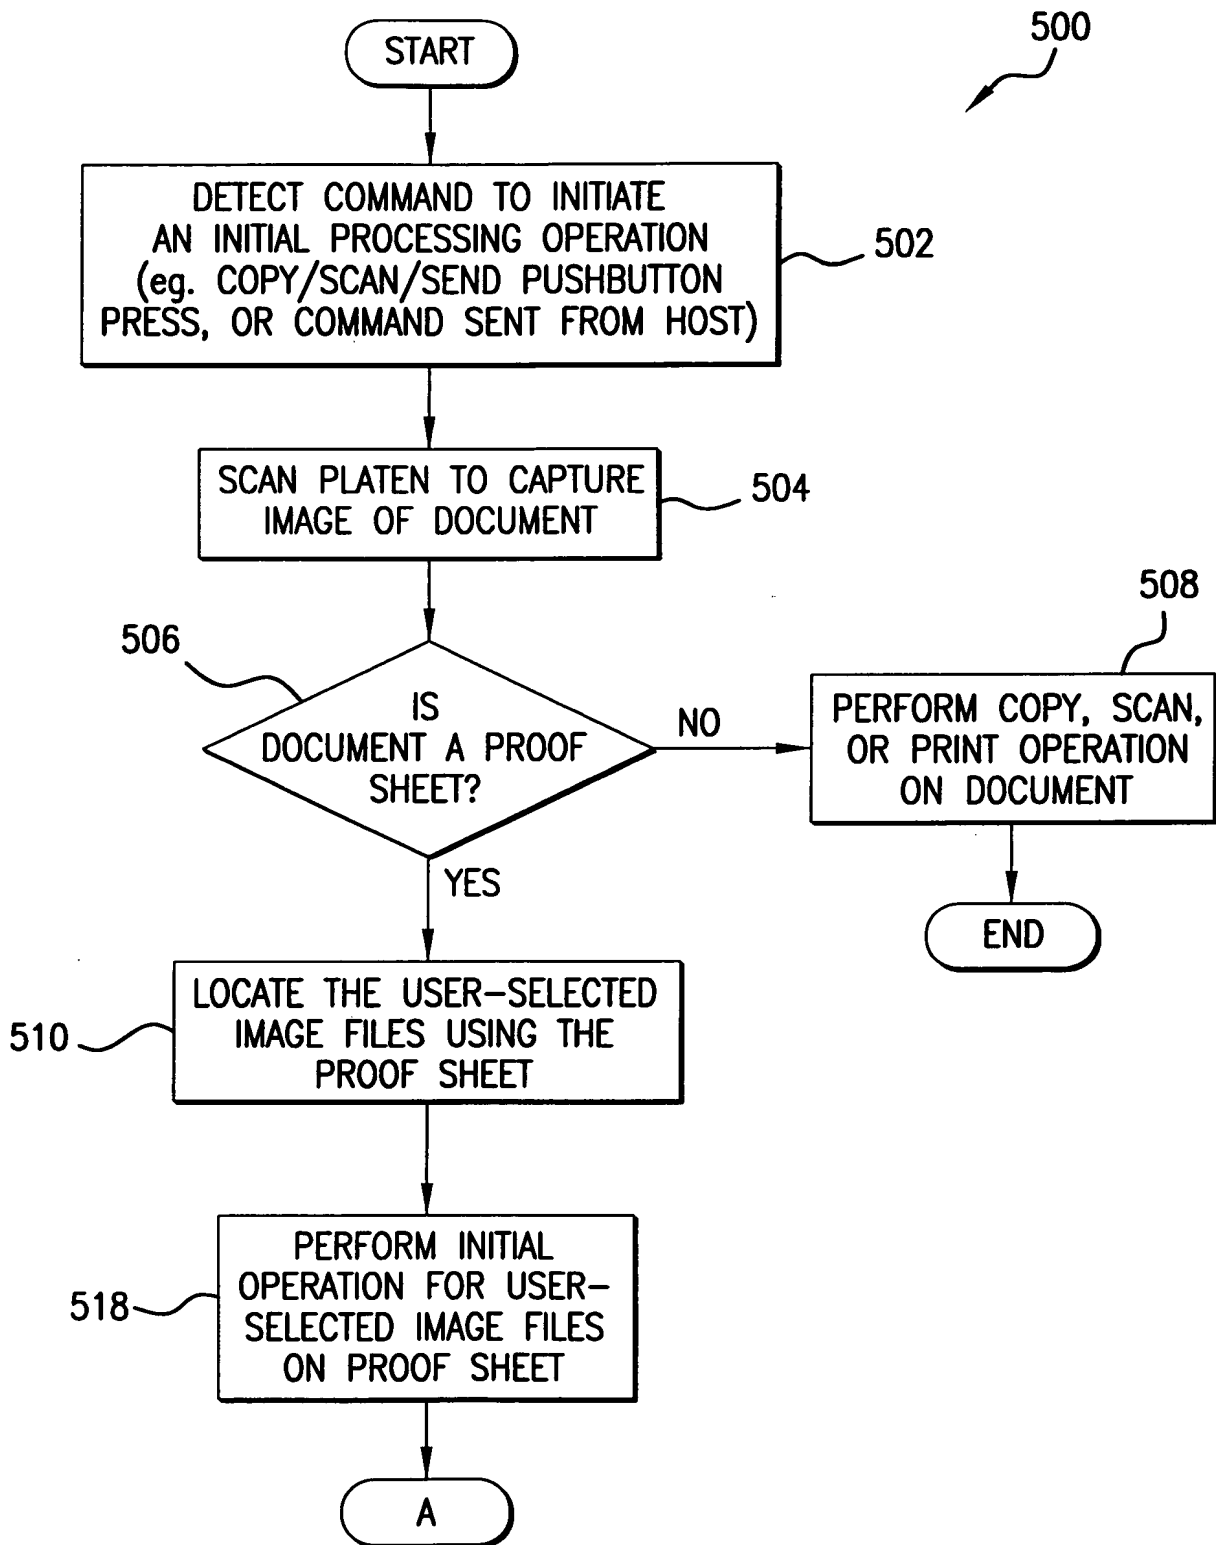 START
500
DETECT COMMAND TO INITIATE
AN INITIAL PROCESSING OPERATION
(eg. COPY/SCAN/SEND PUSHBUTTON
PRESS, OR COMMAND SENT FROM HOST)
502
SCAN PLATEN TO CAPTURE
IMAGE OF DOCUMENT
504
506
IS
DOCUMENT A PROOF
SHEET?
NO
508
PERFORM COPY, SCAN,
OR PRINT OPERATION
ON DOCUMENT
END
YES
LOCATE THE USER–SELECTED
IMAGE FILES USING THE
PROOF SHEET
510
PERFORM INITIAL
OPERATION FOR USER–
SELECTED IMAGE FILES
ON PROOF SHEET
518
A